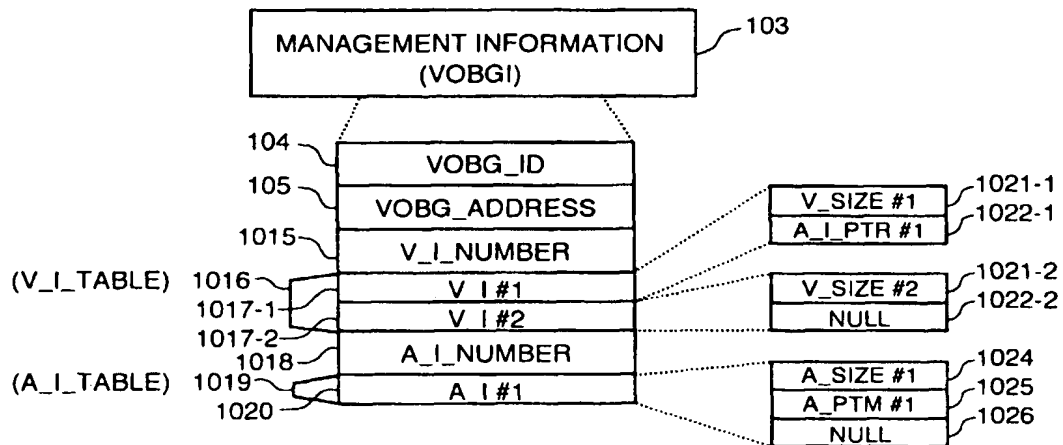 MANAGEMENT INFORMATION
(VOBGI)
103
104
VOBG_ID
105
VOBG_ADDRESS
1015
V_I_NUMBER
(V_I_TABLE)
1016
1017-1
V_I #1
1017-2
V_I #2
1018
A_I_NUMBER
(A_I_TABLE)
1019
1020
A_I #1
V_SIZE #1
1021-1
A_I_PTR #1
1022-1
V_SIZE #2
1021-2
NULL
1022-2
A_SIZE #1
1024
A_PTM #1
1025
NULL
1026